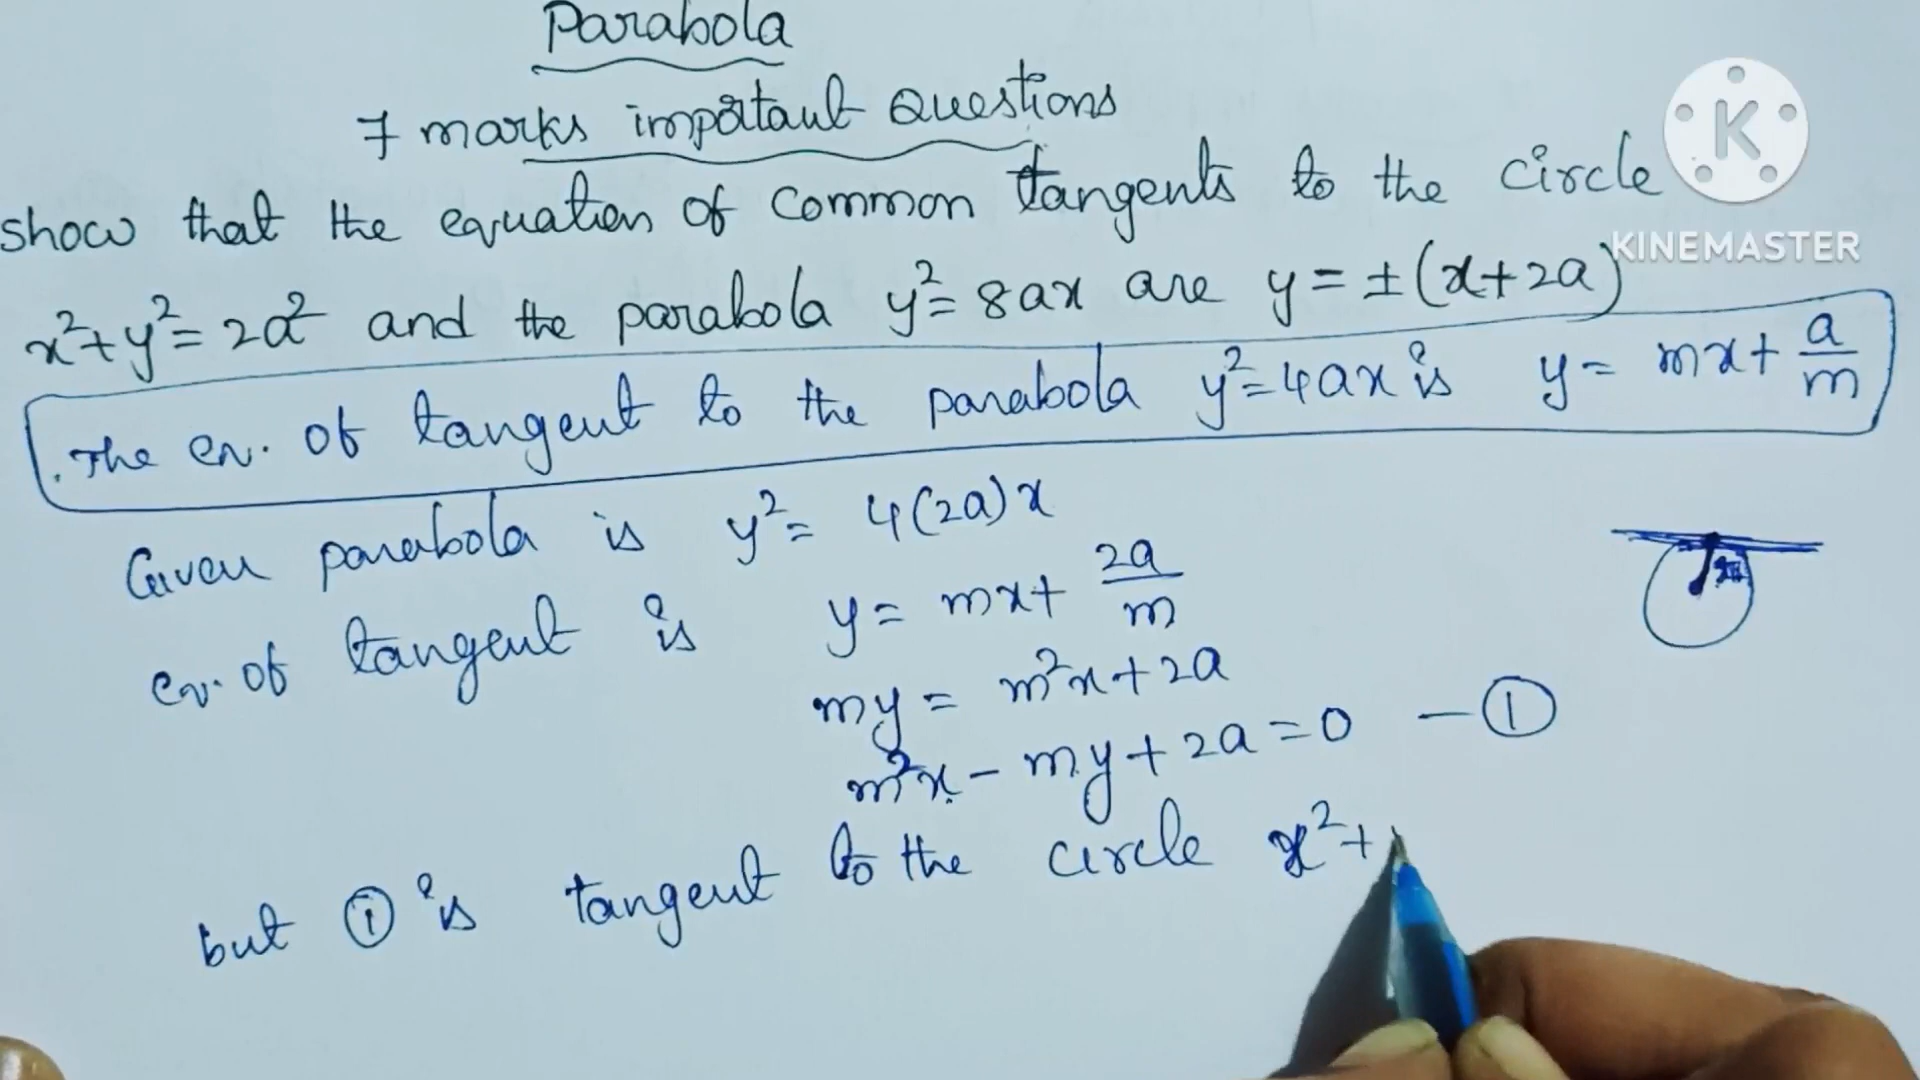 Parabola
7 marks important Questions
show that the equation of common tangents to the circle
x²+y²=2a² and the parabola y²=8ax are y=±(x+2a)
K
KINEMASTER
The eq. of tangent to the parabola y²=4ax is y= mx+ a/m
Given parabola is y²= 4(2a)x
eq. of tangent is y= mx+ 2a/m
my= m²x+2a
m²x-my+2a=0 -①
but ① is tangent to the circle x²+